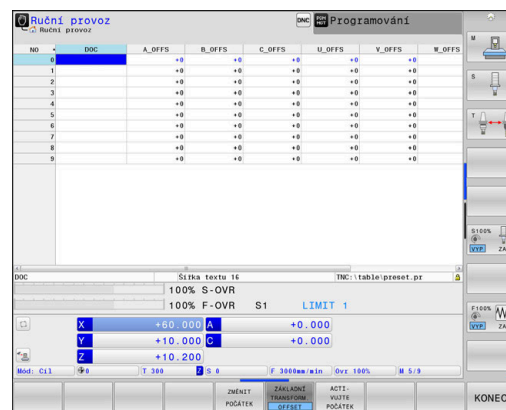 Ruční provoz
Ruční provoz
DNC
Programování
NO DOC A_OFFS B_OFFS C_OFFS U_OFFS V_OFFS W_OFFS
0 +0 +0 +0 +0 +0
1 +0 +0 +0 +0 +0
2 +0 +0 +0 +0 +0
3 +0 +0 +0 +0 +0
4 +0 +0 +0 +0 +0
5 +0 +0 +0 +0 +0
6 +0 +0 +0 +0 +0
7 +0 +0 +0 +0 +0
8 +0 +0 +0 +0 +0
9 +0 +0 +0 +0 +0
DOC Šířka textu 16 TNC:\table\preset.pr
100% S-OVR
100% F-OVR S1 LIMIT 1
X +60.000 A +0.000
Y +10.000 C +0.000
Z +10.200
Mód: Cíl 0 T 300 Z S 0 F 3000mm/min Ovr 100% M 5/9
ZMĚNIT POČÁTEK
ZÁKLADNÍ TRANSFORM OFFSET
ACTI- VUJTE POČÁTEK
KONEC
M
S
T
S100%
VYP ZA
F100%
VYP ZA